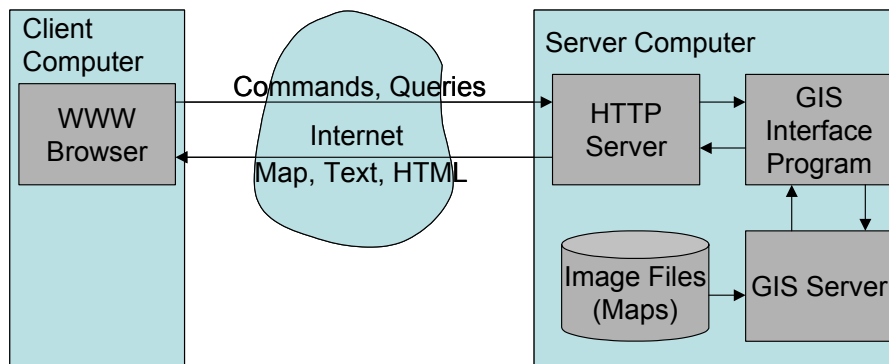 Client
Computer
WWW
Browser
Commands, Queries
Internet
Map, Text, HTML
Server Computer
HTTP
Server
GIS
Interface
Program
Image Files
(Maps)
GIS Server